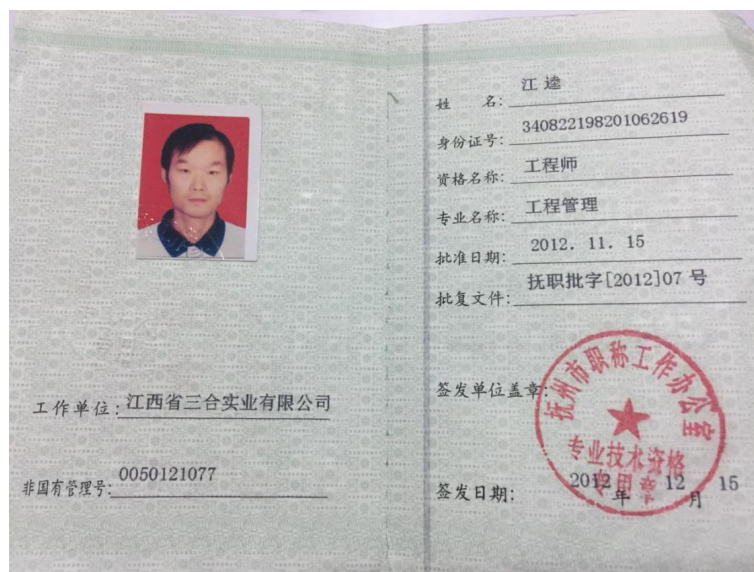 工作单位:江西省三合实业有限公司
非国有管理号:0050121077
姓 名:江逵
身份证号:340822198201062619
资格名称:工程师
专业名称:工程管理
批准日期:2012. 11. 15
批复文件:抚职批字[2012]07 号
签发单位盖章:
抚州市职称工作办公室
专业技术资格
专用章
签发日期: 2012 年 12 月 15